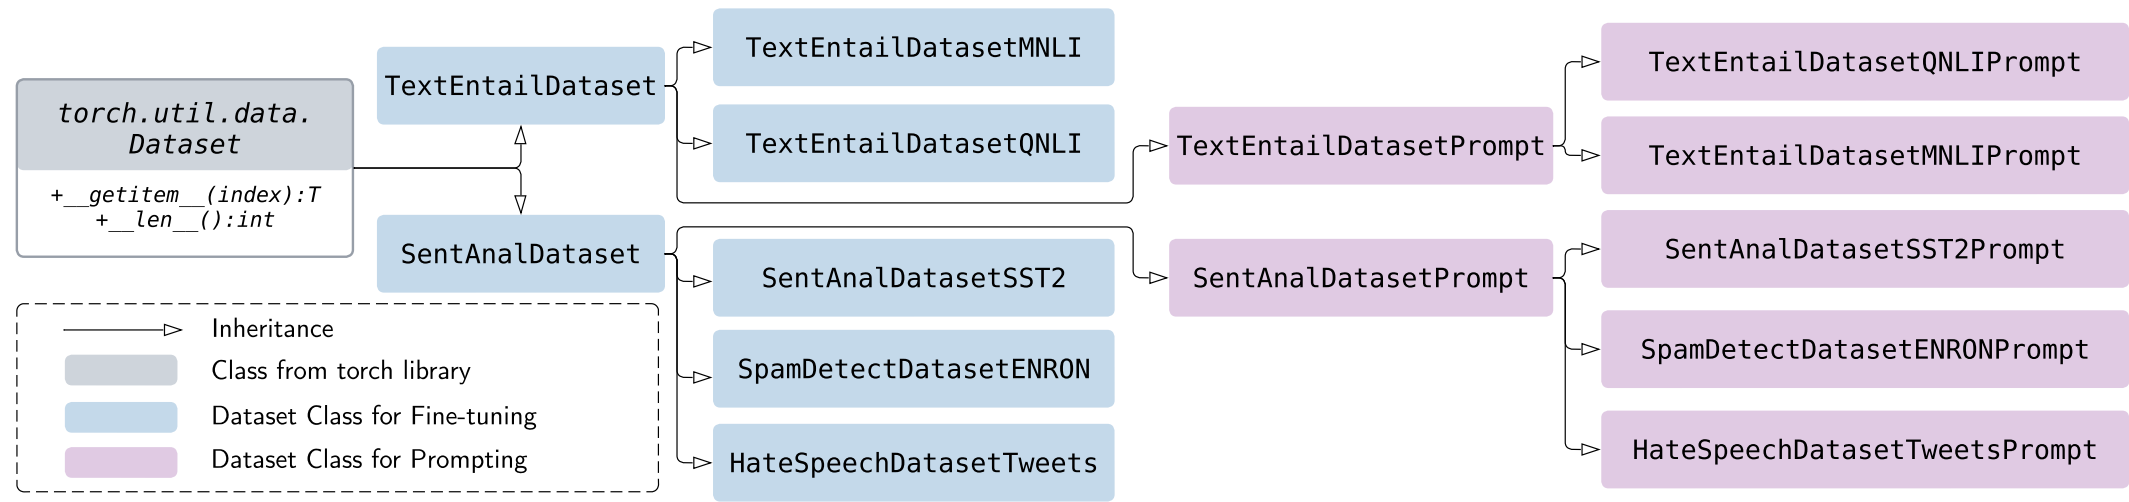 torch.util.data.
Dataset
+__getitem__(index):T
+__len__():int
TextEntailDataset
SentAnalDataset
TextEntailDatasetMNLI
TextEntailDatasetQNLI
SentAnalDatasetSST2
SpamDetectDatasetENRON
HateSpeechDatasetTweets
TextEntailDatasetPrompt
SentAnalDatasetPrompt
TextEntailDatasetQNLIPrompt
TextEntailDatasetMNLIPrompt
SentAnalDatasetSST2Prompt
SpamDetectDatasetENRONPrompt
HateSpeechDatasetTweetsPrompt
Inheritance
Class from torch library
Dataset Class for Fine-tuning
Dataset Class for Prompting